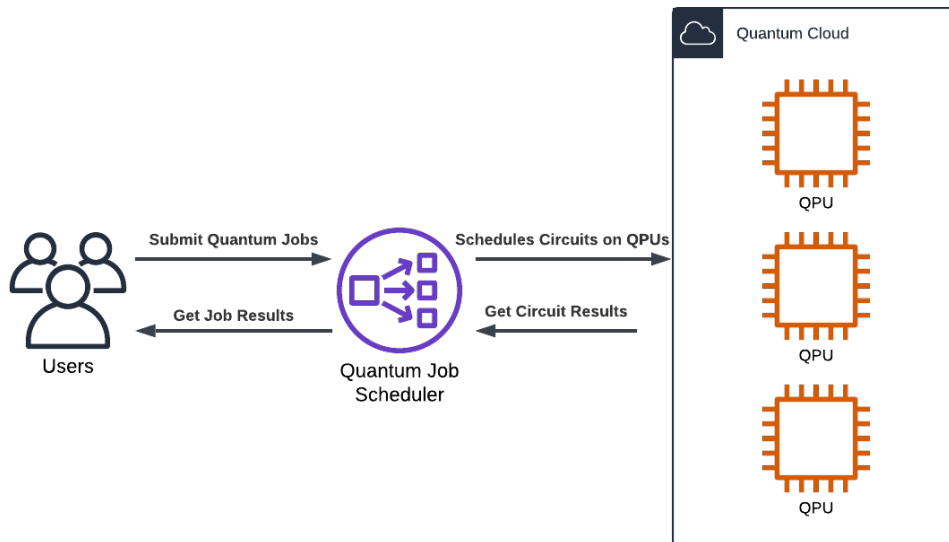 Quantum Cloud
QPU
Submit Quantum Jobs
Schedules Circuits on QPUs
Get Job Results
Get Circuit Results
QPU
Users
Quantum Job
Scheduler
QPU